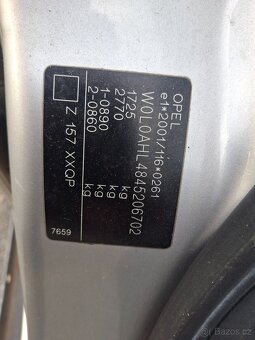 OPEL
e1*2001/116*0261
W0L0AHL4845206702
1725 kg
2770 kg
1-0890 kg
2-0860 kg
Z 157 XXQP
7659
Bazos.cz